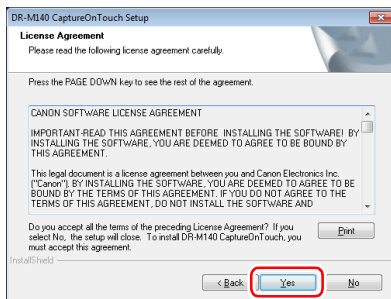 DR-M140 CaptureOnTouch Setup
License Agreement
Please read the following license agreement carefully.
Press the PAGE DOWN key to see the rest of the agreement.
CANON SOFTWARE LICENSE AGREEMENT
IMPORTANT-READ THIS AGREEMENT BEFORE INSTALLING THE SOFTWARE! BY
INSTALLING THE SOFTWARE, YOU ARE DEEMED TO AGREE TO BE BOUND BY
THIS AGREEMENT.
This legal document is a license agreement between you and Canon Electronics Inc.
("Canon"). BY INSTALLING THE SOFTWARE, YOU ARE DEEMED TO AGREE TO BE
BOUND BY THE TERMS OF THIS AGREEMENT. IF YOU DO NOT AGREE TO THE
TERMS OF THIS AGREEMENT, DO NOT INSTALL THE SOFTWARE AND
Do you accept all the terms of the preceding License Agreement? If you
select No, the setup will close. To install DR-M140 CaptureOnTouch, you
must accept this agreement.
Print
InstallShield
< Back
Yes
No